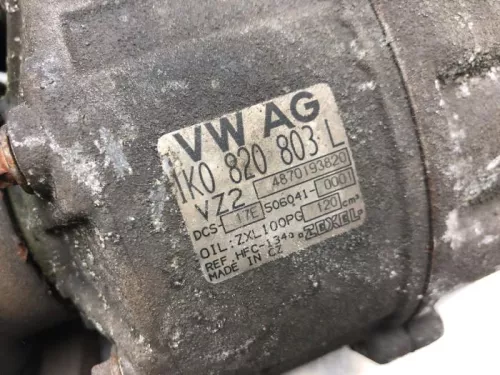 VW AG
1K0 820 803 L
VZ2 4870193820
DCS-17E 506041-0001
OIL:ZXL100PG 120 cm³
REF.HFC-134a ZEXEL
MADE IN CZ